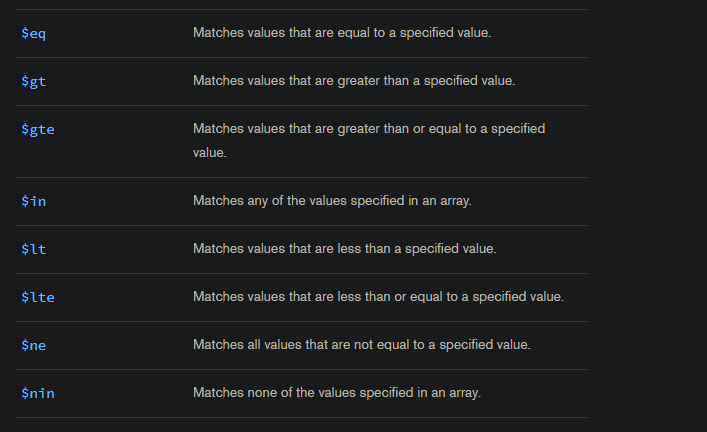 $eq Matches values that are equal to a specified value.
$gt Matches values that are greater than a specified value.
$gte Matches values that are greater than or equal to a specified
value.
$in Matches any of the values specified in an array.
$lt Matches values that are less than a specified value.
$lte Matches values that are less than or equal to a specified value.
$ne Matches all values that are not equal to a specified value.
$nin Matches none of the values specified in an array.